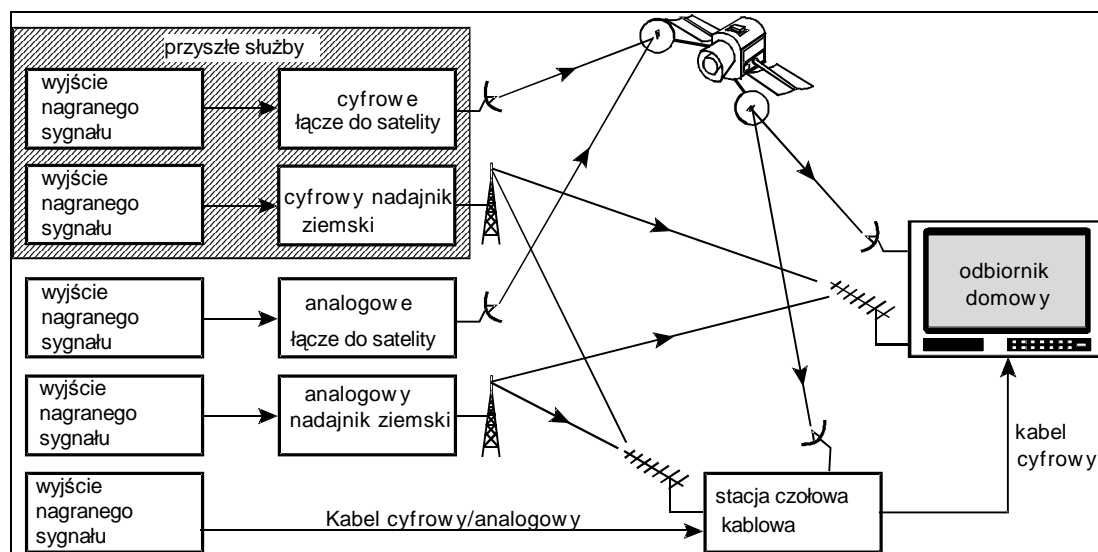 przyszłe służby
wyjście
nagranego
sygnału
cyfrowe
łącze do satelity
wyjście
nagranego
sygnału
cyfrowy nadajnik
ziemski
wyjście
nagranego
sygnału
analogowe
łącze do satelity
wyjście
nagranego
sygnału
analogowy
nadajnik ziemski
wyjście
nagranego
sygnału
Kabel cyfrowy/analogowy
stacja czołowa
kablowa
kabel
cyfrowy
odbiornik
domowy